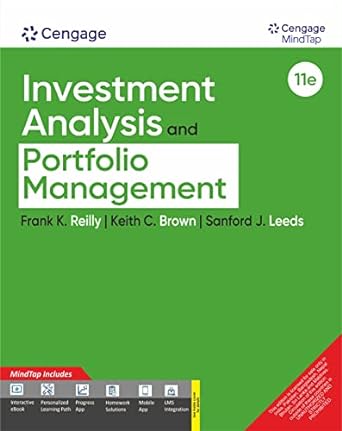 Cengage
Cengage
MindTap
11e
Investment
Analysis and
Portfolio
Management
Frank K. Reilly | Keith C. Brown | Sanford J. Leeds
MindTap Includes
Interactive
eBook
Personalized
Learning Path
Progress
App
Homework
Solutions
Mobile
App
LMS
Integration